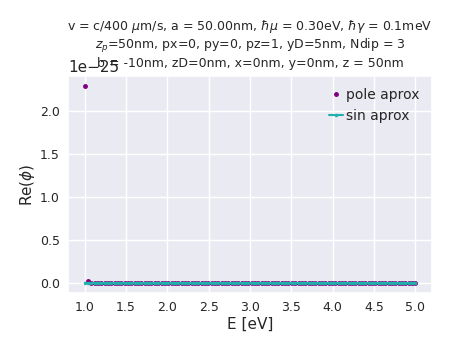 v = c/400 μm/s, a = 50.00nm, ℏμ = 0.30eV, ℏγ = 0.1meV
zₚ=50nm, px=0, py=0, pz=1, yD=5nm, Ndip = 3
b = -10nm, zD=0nm, x=0nm, y=0nm, z = 50nm
1e−25
pole aprox
sin aprox
2.0
1.5
1.0
0.5
0.0
Re(ϕ)
1.0 1.5 2.0 2.5 3.0 3.5 4.0 4.5 5.0
E [eV]